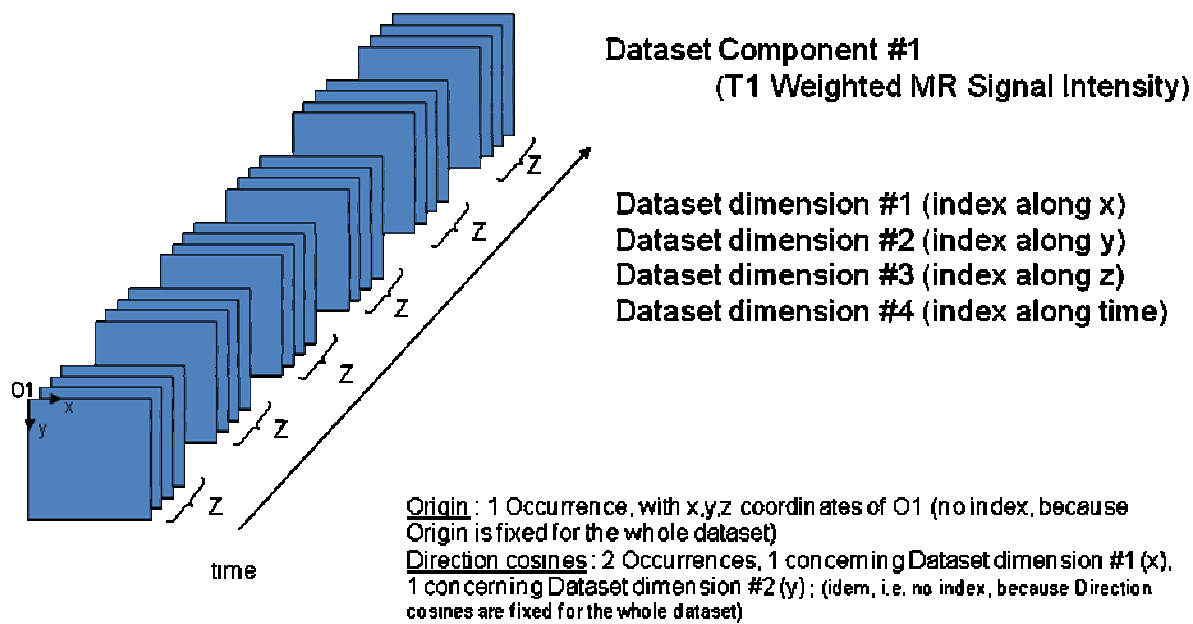 Dataset Component #1
(T1 Weighted MR Signal Intensity)
Z
Dataset dimension #1 (index along x)
Dataset dimension #2 (index along y)
Z
Dataset dimension #3 (index along z)
Z
Dataset dimension #4 (index along time)
Z
O1
x
y
Z
Z
Origin : 1 Occurrence, with x,y,z coordinates of O1 (no index, because
Origin is fixed for the whole dataset)
Direction cosines : 2 Occurrences, 1 concerning Dataset dimension #1 (x),
1 concerning Dataset dimension #2 (y) ; (idem, i.e. no index, because Direction
cosines are fixed for the whole dataset)
time